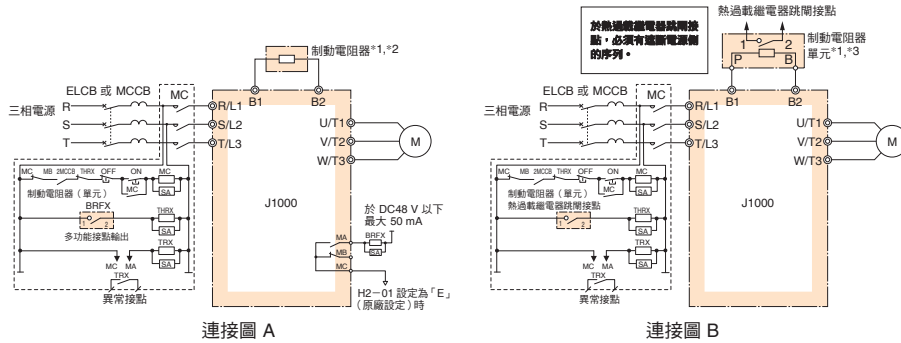 制動電阻器*1,*2
B1 B2
ELCB 或 MCCB
MC
三相電源
R
S
T
R/L1
S/L2
T/L3
U/T1
V/T2
W/T3
M
J1000
MC MB 2MCCB THRX OFF ON MC
MC
SA
制動電阻器（單元）
BRFX
1 2
THRX
SA
多功能接點輸出
TRX
SA
MC MA
TRX
異常接點
於 DC48 V 以下
最大 50 mA
MA
BRFX
SA
MB
MC
H2－01 設定為「E」
（原廠設定）時
連接圖 A
熱過載繼電器跳閘接點
於熱過載繼電器跳閘接
點，必須有遮斷電源側
的序列。
1 2
P B
制動電阻器
單元*1,*3
B1 B2
ELCB 或 MCCB
MC
三相電源
R
S
T
R/L1
S/L2
T/L3
U/T1
V/T2
W/T3
M
J1000
MC MB 2MCCB THRX OFF ON MC
MC
SA
制動電阻器（單元）
熱過載繼電器跳閘接點
1 2
THRX
SA
TRX
SA
MC MA
TRX
異常接點
連接圖 B